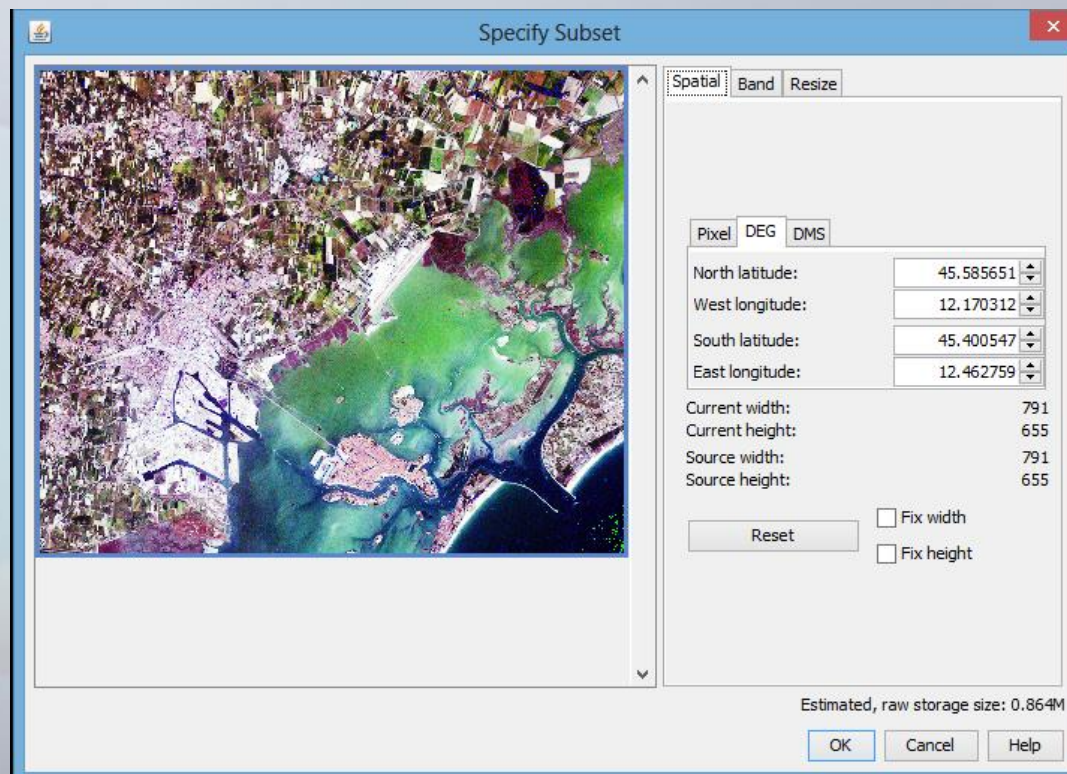 Specify Subset
Spatial Band Resize
Pixel DEG DMS
North latitude: 45.585651
West longitude: 12.170312
South latitude: 45.400547
East longitude: 12.462759
Current width: 791
Current height: 655
Source width: 791
Source height: 655
Reset
Fix width
Fix height
Estimated, raw storage size: 0.864M
OK Cancel Help